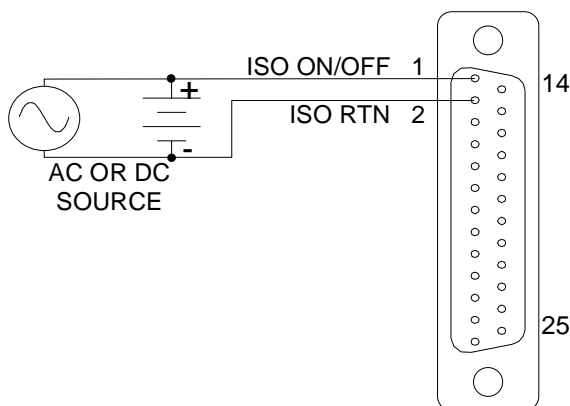 ISO ON/OFF 1
14
+
ISO RTN 2
-
AC OR DC
SOURCE
25